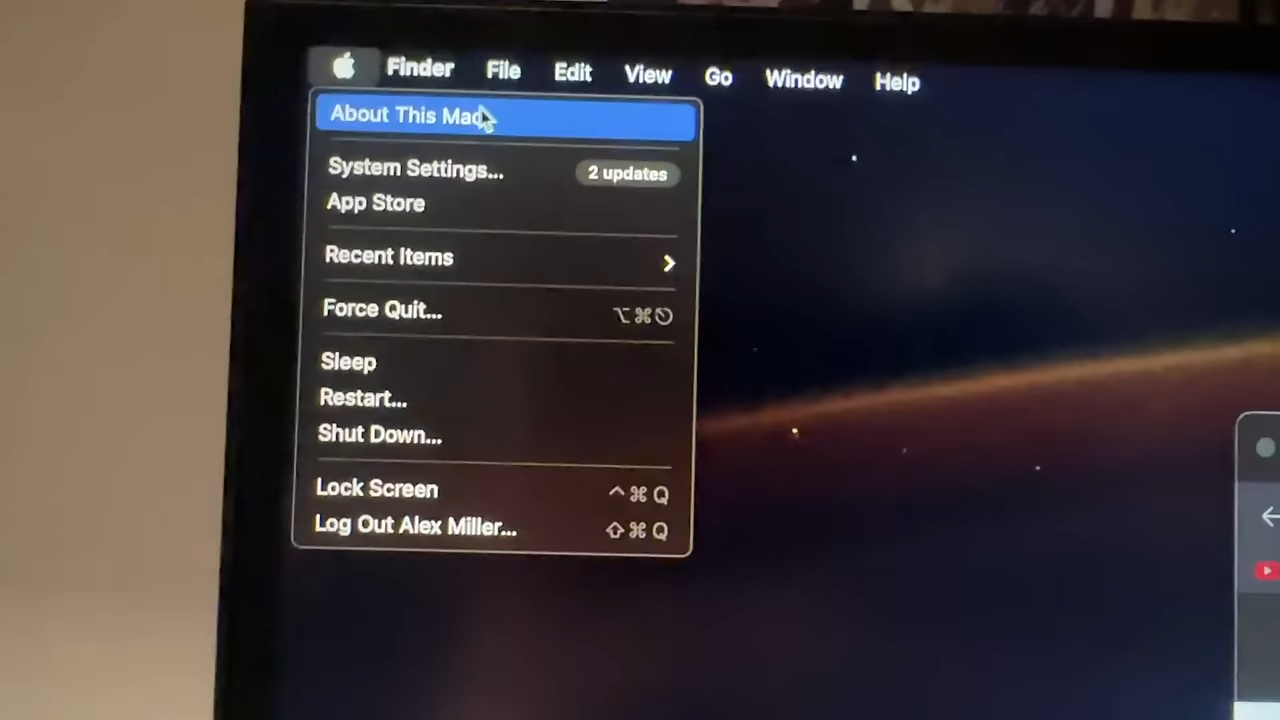 Finder File Edit View Go Window Help
About This Mac
System Settings... 2 updates
App Store
Recent Items
Force Quit... ⌥⌘⎋
Sleep
Restart...
Shut Down...
Lock Screen ^⌘Q
Log Out Alex Miller... ⇧⌘Q